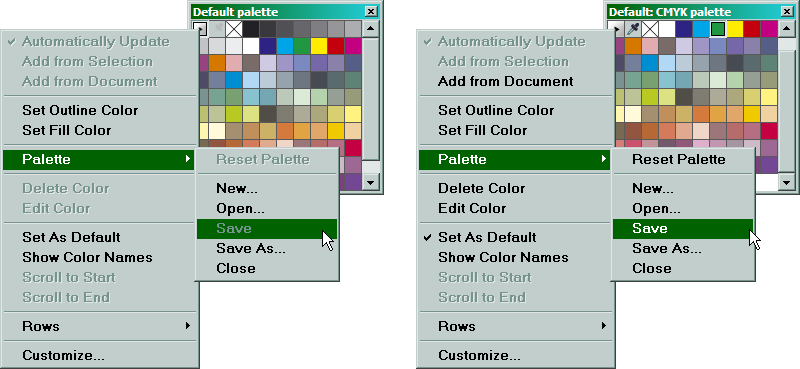 Default palette
Automatically Update
Add from Selection
Add from Document
Set Outline Color
Set Fill Color
Palette
Delete Color
Edit Color
Set As Default
Show Color Names
Scroll to Start
Scroll to End
Rows
Customize...
Reset Palette
New...
Open...
Save
Save As...
Close
Default: CMYK palette
Automatically Update
Add from Selection
Add from Document
Set Outline Color
Set Fill Color
Palette
Delete Color
Edit Color
Set As Default
Show Color Names
Scroll to Start
Scroll to End
Rows
Customize...
Reset Palette
New...
Open...
Save
Save As...
Close